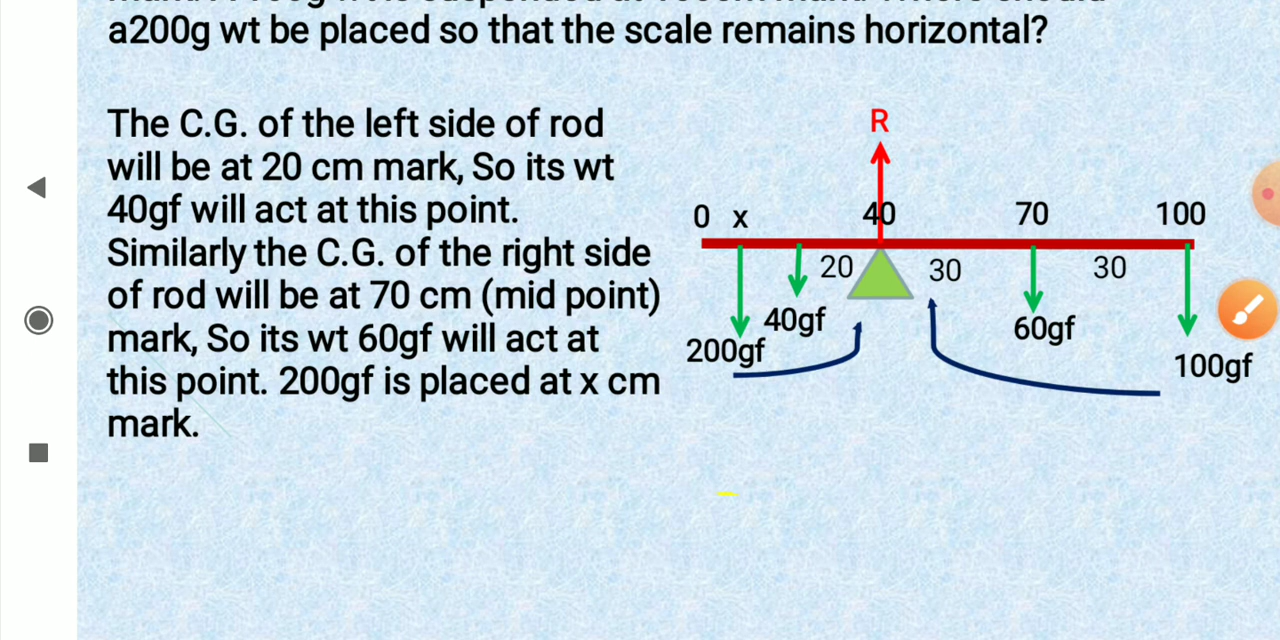 a200g wt be placed so that the scale remains horizontal?
The C.G. of the left side of rod
will be at 20 cm mark, So its wt
40gf will act at this point.
Similarly the C.G. of the right side
of rod will be at 70 cm (mid point)
mark, So its wt 60gf will act at
this point. 200gf is placed at x cm
mark.
R
0 x 40 70 100
20 30 30
40gf 60gf
200gf 100gf